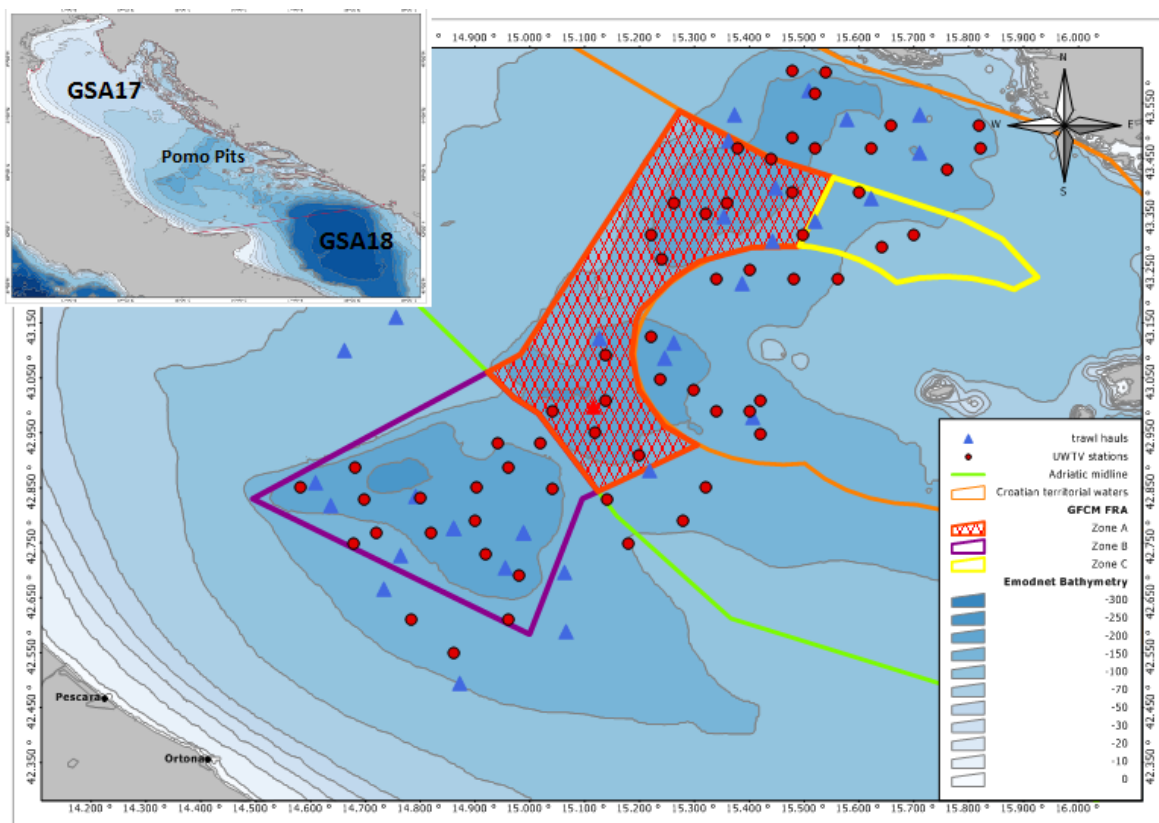 GSA17
Pomo Pits
GSA18
14.900 ° 15.000 ° 15.100 ° 15.200 ° 15.300 ° 15.400 ° 15.500 ° 15.600 ° 15.700 ° 15.800 ° 15.900 ° 16.000 °
N
W
E
S
43.550 °
43.450 °
43.350 °
43.250 °
43.150 °
43.050 °
42.950 °
42.850 °
42.750 °
42.650 °
42.550 °
42.450 °
42.350 °
43.150 °
43.050 °
42.950 °
42.850 °
42.750 °
42.650 °
42.550 °
42.450 °
42.350 °
Pescara
Ortona
trawl hauls
UWTV stations
Adriatic midline
Croatian territorial waters
GFCM FRA
Zone A
Zone B
Zone C
Emodnet Bathymetry
-300
-250
-200
-150
-100
-70
-50
-30
-20
-10
0
14.200 ° 14.300 ° 14.400 ° 14.500 ° 14.600 ° 14.700 ° 14.800 ° 14.900 ° 15.000 ° 15.100 ° 15.200 ° 15.300 ° 15.400 ° 15.500 ° 15.600 ° 15.700 ° 15.800 ° 15.900 ° 16.000 °